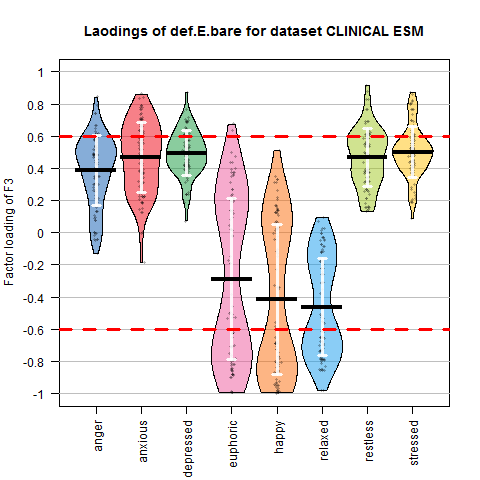 Laodings of def.E.bare for dataset CLINICAL ESM
Factor loading of F3
1
0.8
0.6
0.4
0.2
0
-0.2
-0.4
-0.6
-0.8
-1
anger
anxious
depressed
euphoric
happy
relaxed
restless
stressed